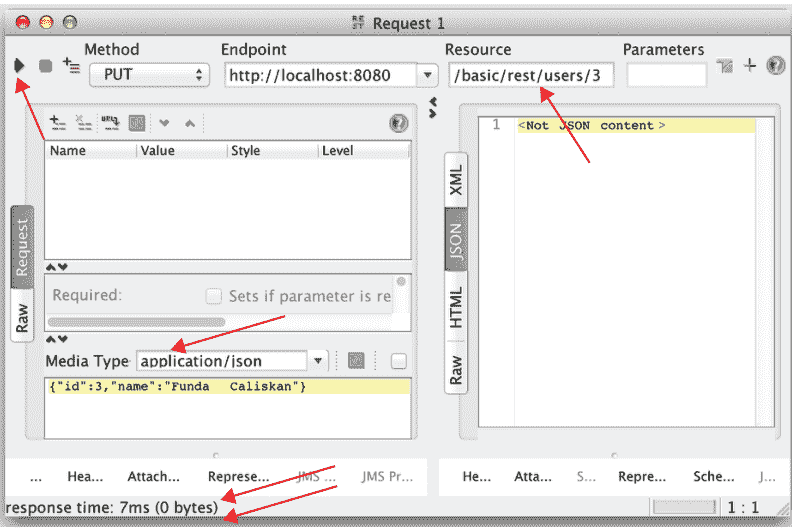 Request 1
Method Endpoint Resource Parameters
PUT http://localhost:8080 /basic/rest/users/3
Name Value Style Level
1 <Not JSON content>
Request
Raw
XML
JSON
HTML
Raw
Required: Sets if parameter is re
Media Type application/json
{"id":3,"name":"Funda Caliskan"}
... Hea... Attach... Represe... JMS ... JMS Pr...
He... Atta... S... Repre... Sche... J...
response time: 7ms (0 bytes) 1 : 1